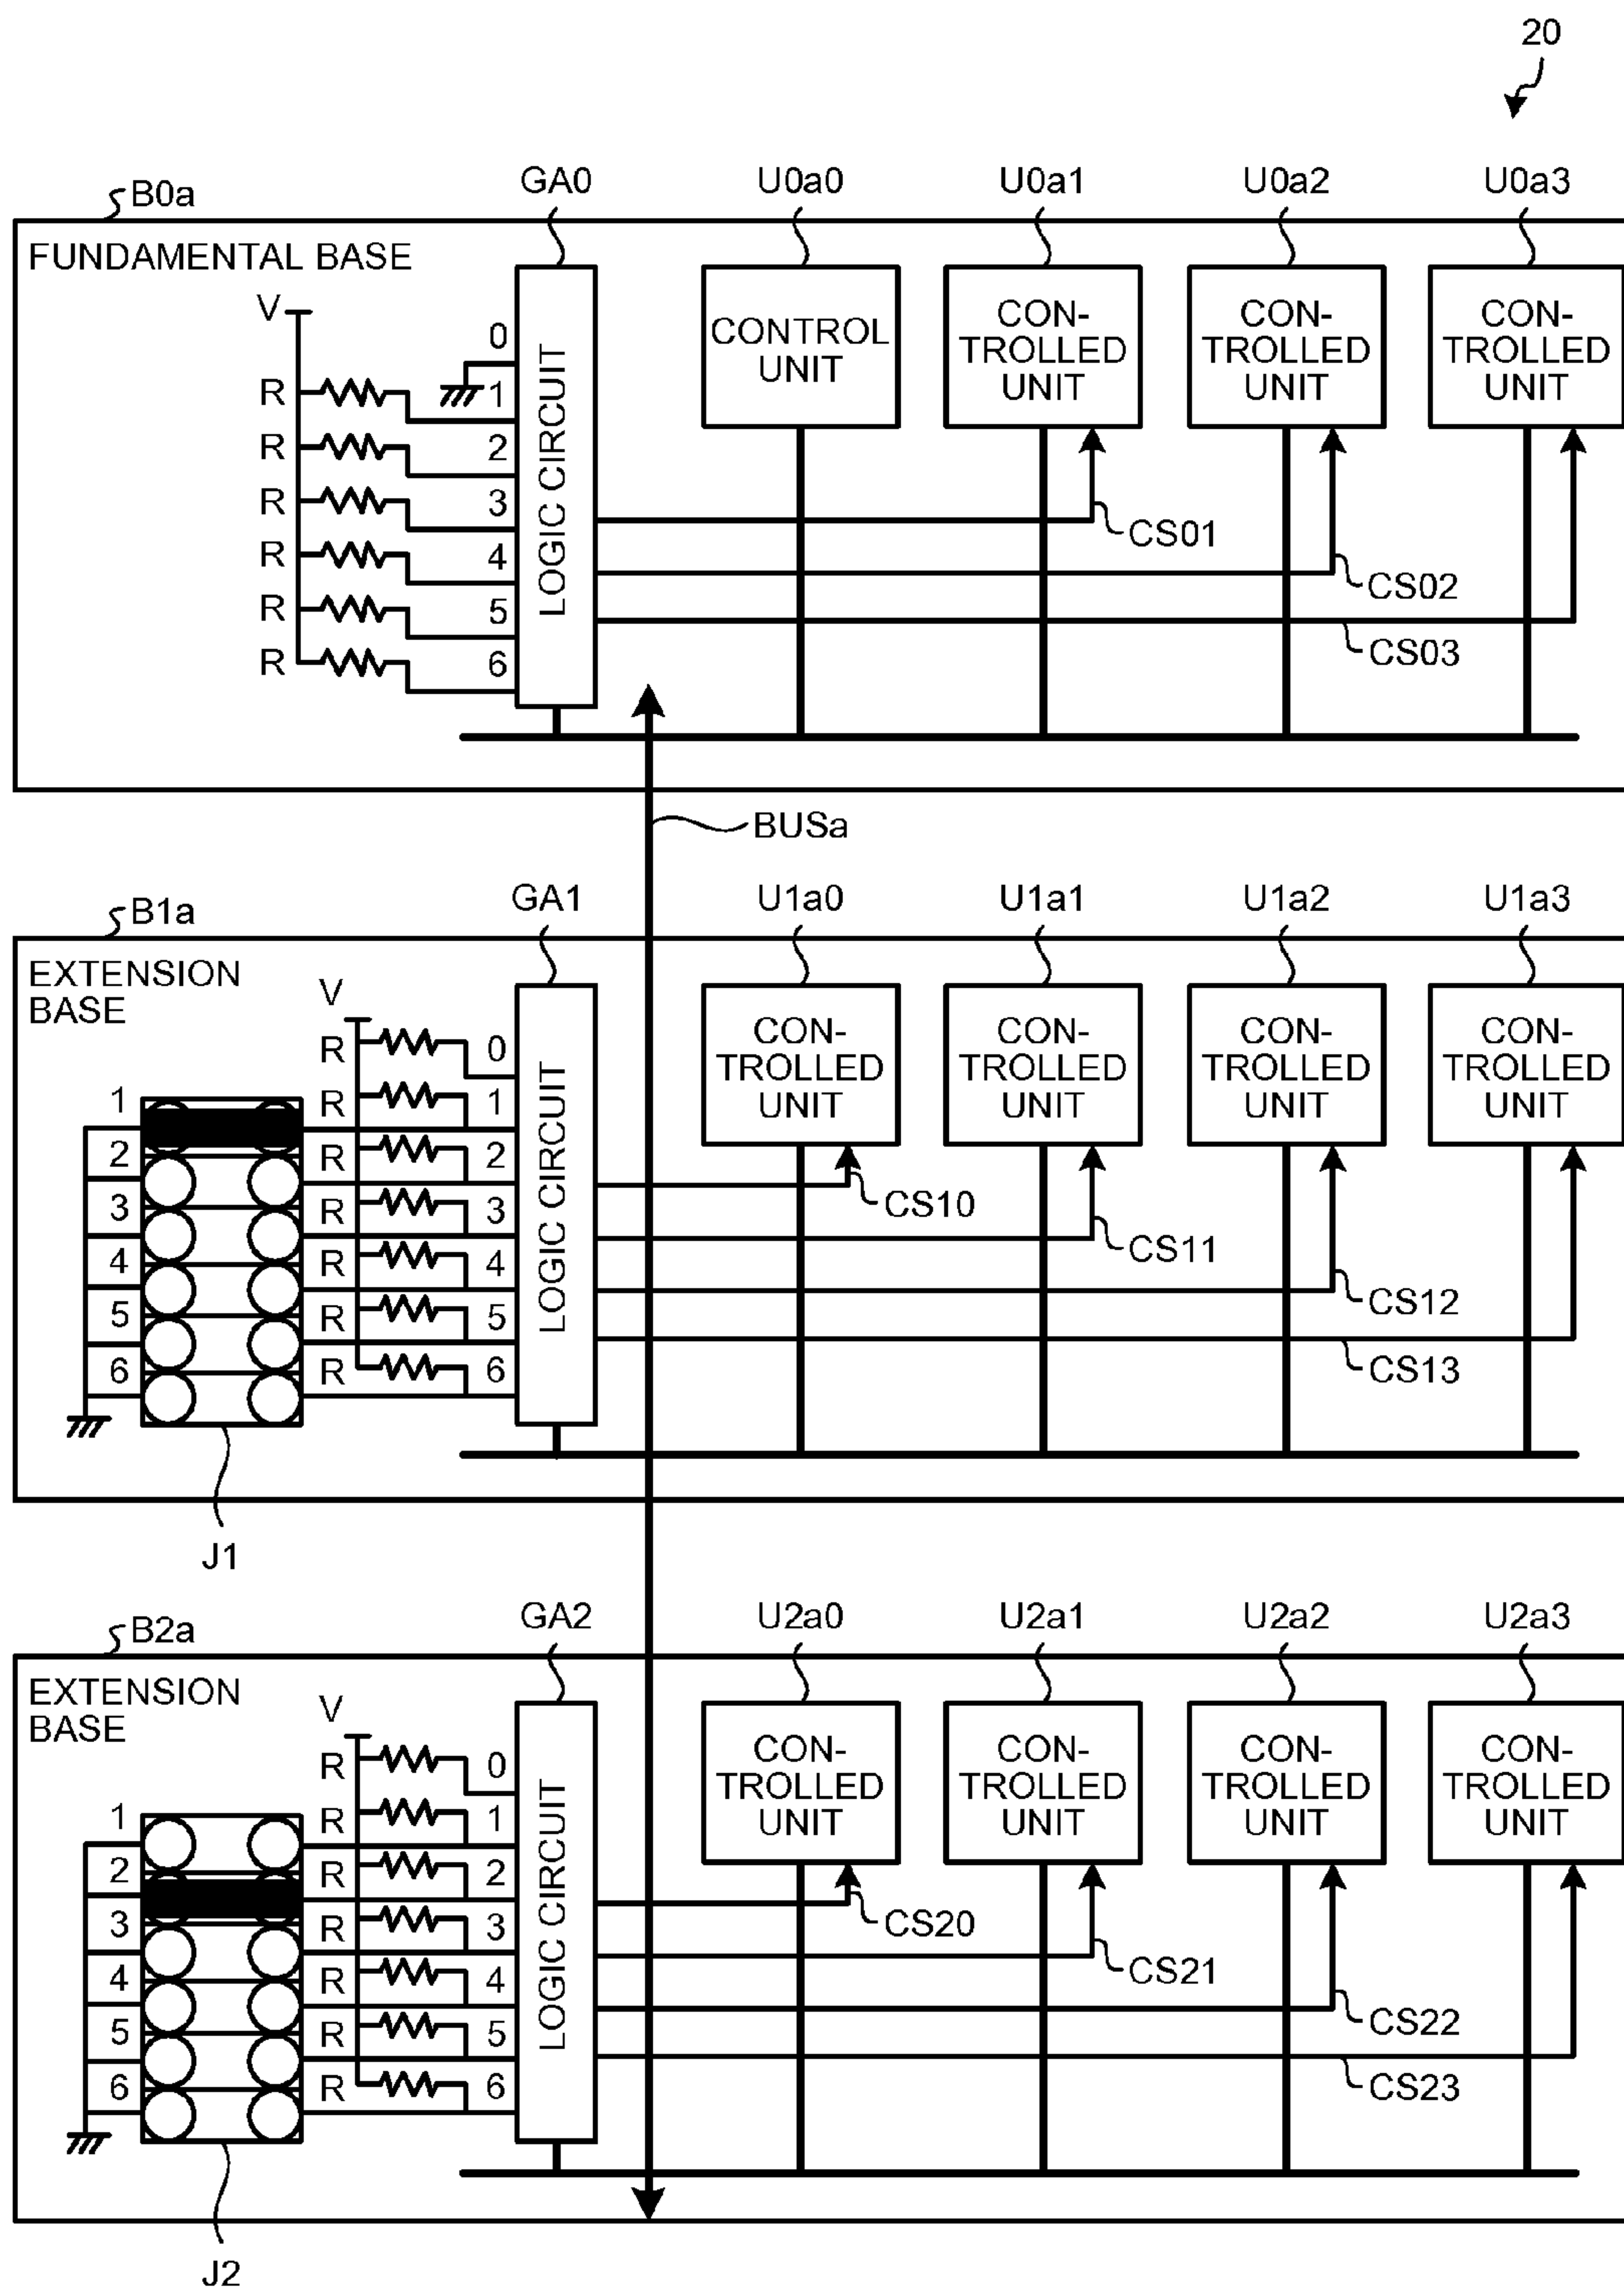 20
B0a
GA0
U0a0
U0a1
U0a2
U0a3
FUNDAMENTAL BASE
V
R
R
R
R
R
R
0
1
2
3
4
5
6
LOGIC CIRCUIT
CONTROL
UNIT
CON-
TROLLED
UNIT
CON-
TROLLED
UNIT
CON-
TROLLED
UNIT
CS01
CS02
CS03
BUSa
B1a
GA1
U1a0
U1a1
U1a2
U1a3
EXTENSION
BASE
V
1
2
3
4
5
6
R
R
R
R
R
R
R
0
1
2
3
4
5
6
LOGIC CIRCUIT
CON-
TROLLED
UNIT
CON-
TROLLED
UNIT
CON-
TROLLED
UNIT
CON-
TROLLED
UNIT
CS10
CS11
CS12
CS13
J1
B2a
GA2
U2a0
U2a1
U2a2
U2a3
EXTENSION
BASE
V
1
2
3
4
5
6
R
R
R
R
R
R
R
0
1
2
3
4
5
6
LOGIC CIRCUIT
CON-
TROLLED
UNIT
CON-
TROLLED
UNIT
CON-
TROLLED
UNIT
CON-
TROLLED
UNIT
CS20
CS21
CS22
CS23
J2